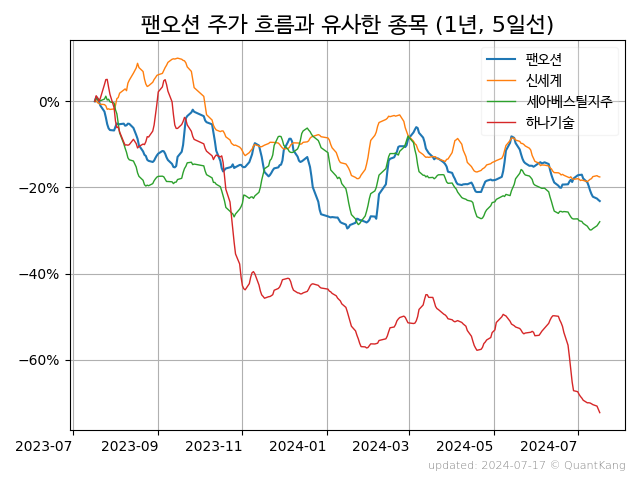 팬오션 주가 흐름과 유사한 종목 (1년, 5일선)
팬오션
신세계
세아베스틸지주
하나기술
0%
−20%
−40%
−60%
2023-07 2023-09 2023-11 2024-01 2024-03 2024-05 2024-07
updated: 2024-07-17 © QuantKang